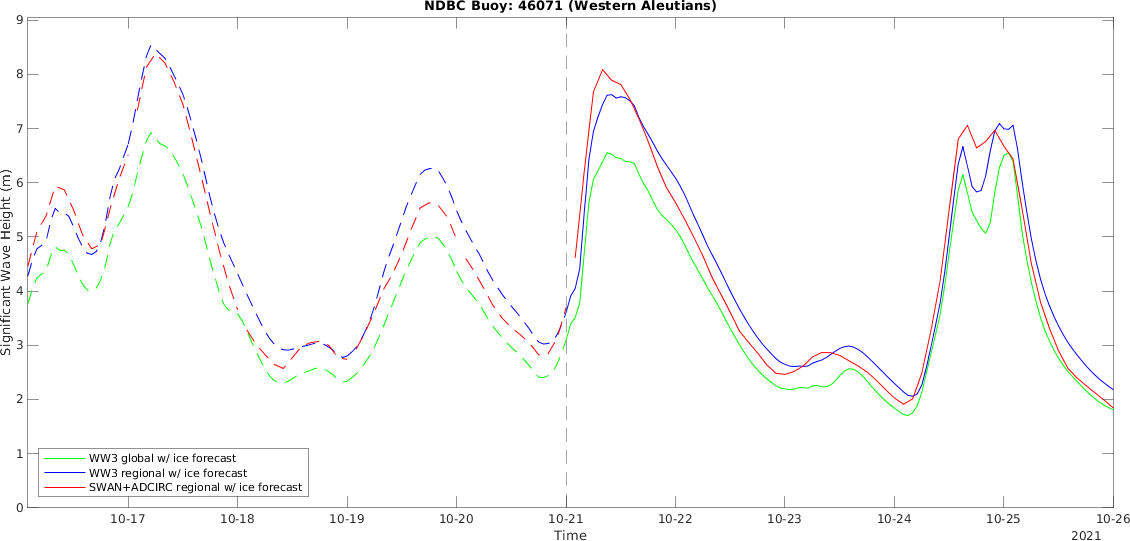 NDBC Buoy: 46071 (Western Aleutians)
9
8
7
6
5
4
3
2
1
0
Significant Wave Height (m)
WW3 global w/ ice forecast
WW3 regional w/ ice forecast
SWAN+ADCIRC regional w/ ice forecast
10-17 10-18 10-19 10-20 10-21 10-22 10-23 10-24 10-25 10-26
Time
2021